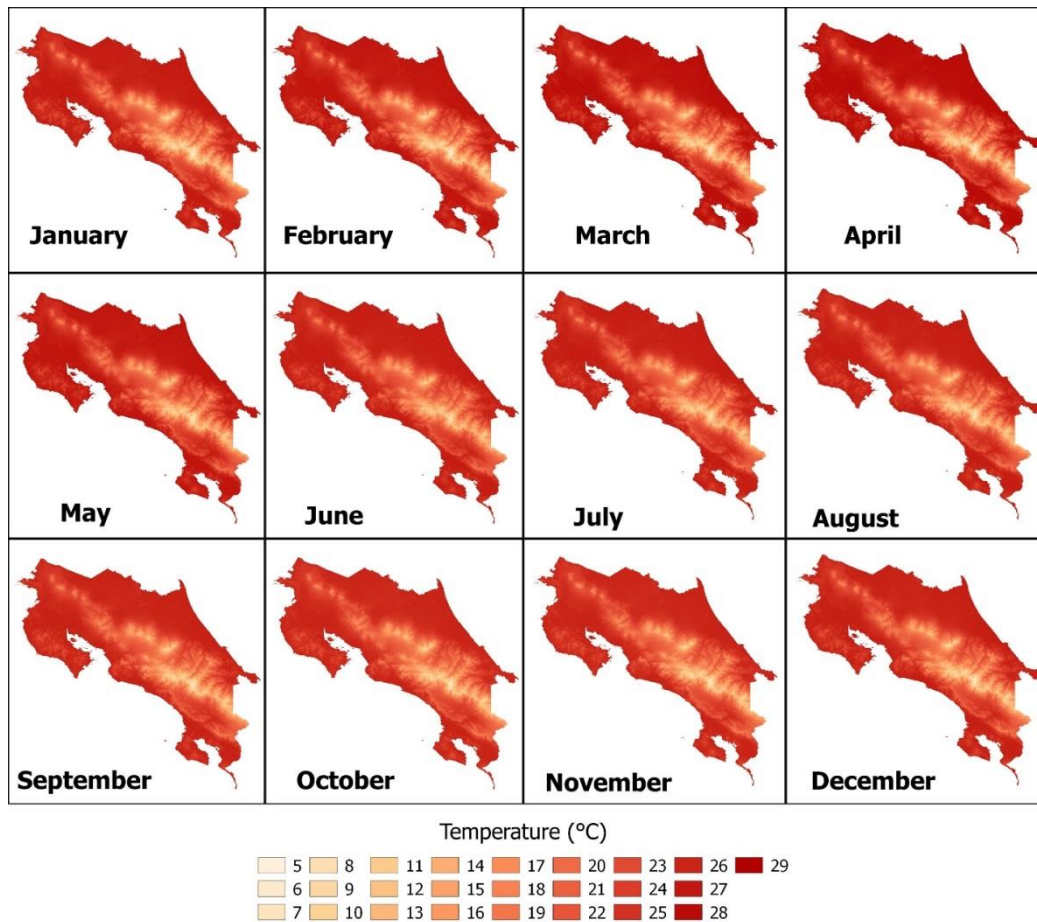 January February March April
May June July August
September October November December
Temperature (°C)
5 8 11 14 17 20 23 26 29
6 9 12 15 18 21 24 27
7 10 13 16 19 22 25 28